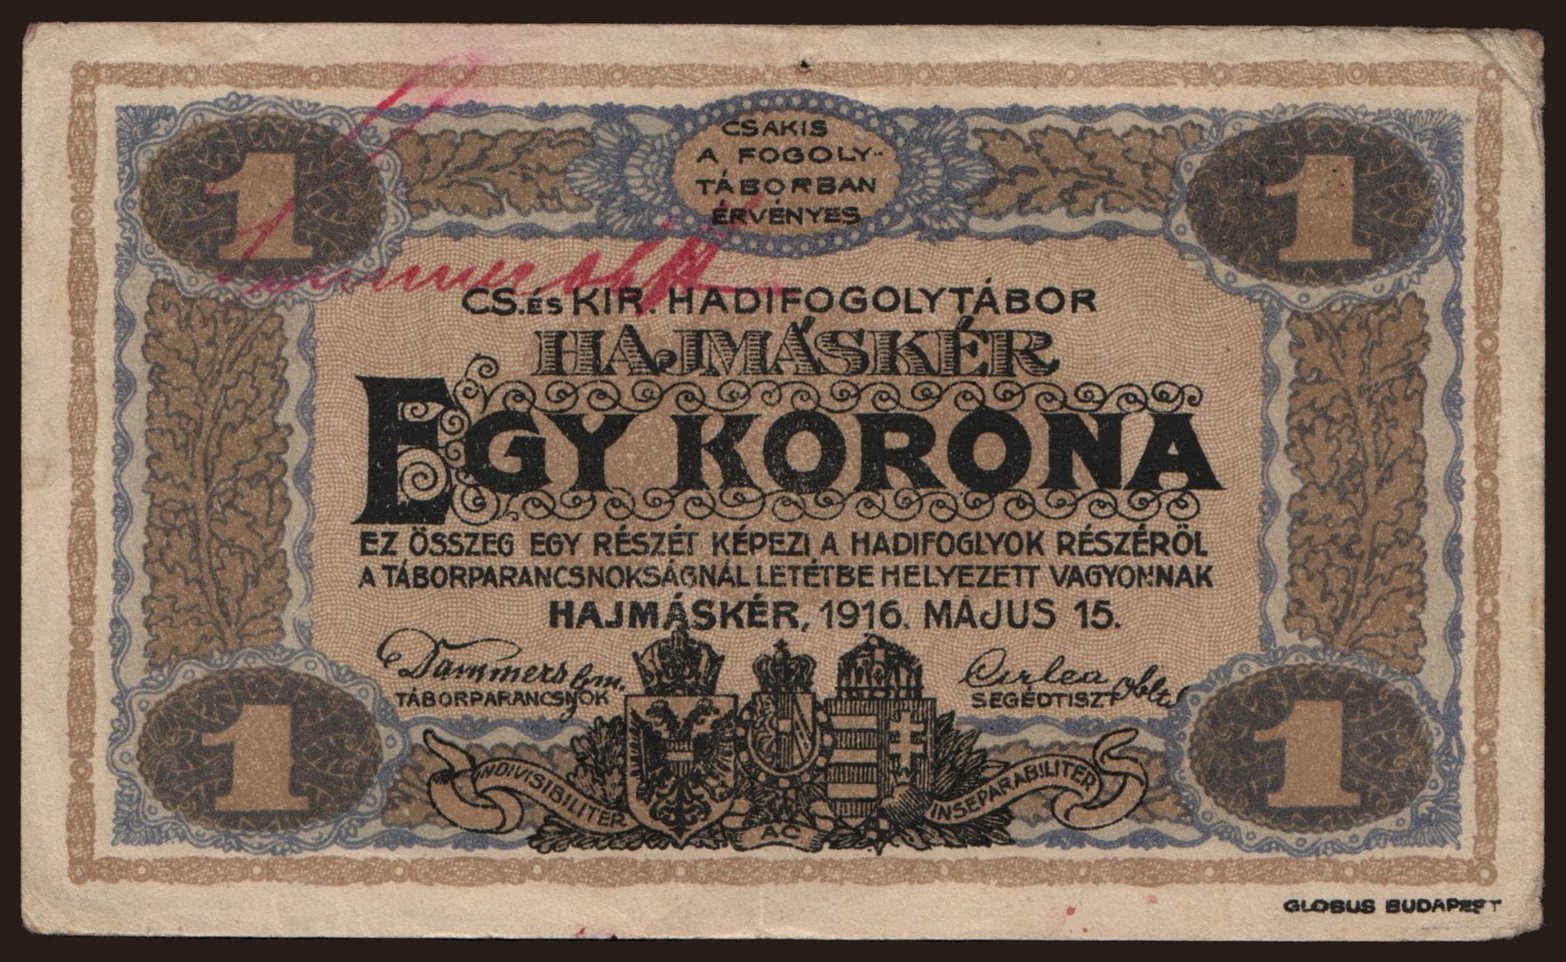 1
1
CSAKIS
A FOGOLY-
TÁBORBAN
ÉRVÉNYES
CS. és KIR. HADIFOGOLYTÁBOR
HAJMÁSKÉR
EGY KORONA
EZ ÖSSZEG EGY RÉSZÉT KÉPEZI A HADIFOGLYOK RÉSZÉRŐL
A TÁBORPARANCSNOKSÁGNÁL LETÉTBE HELYEZETT VAGYONNAK
HAJMÁSKÉR, 1916. MÁJUS 15.
Dammers
TÁBORPARANCSNOK
SEGÉDTISZT
1
1
INDIVISIBILITER
AC
INSEPARABILITER
GLOBUS BUDAPEST